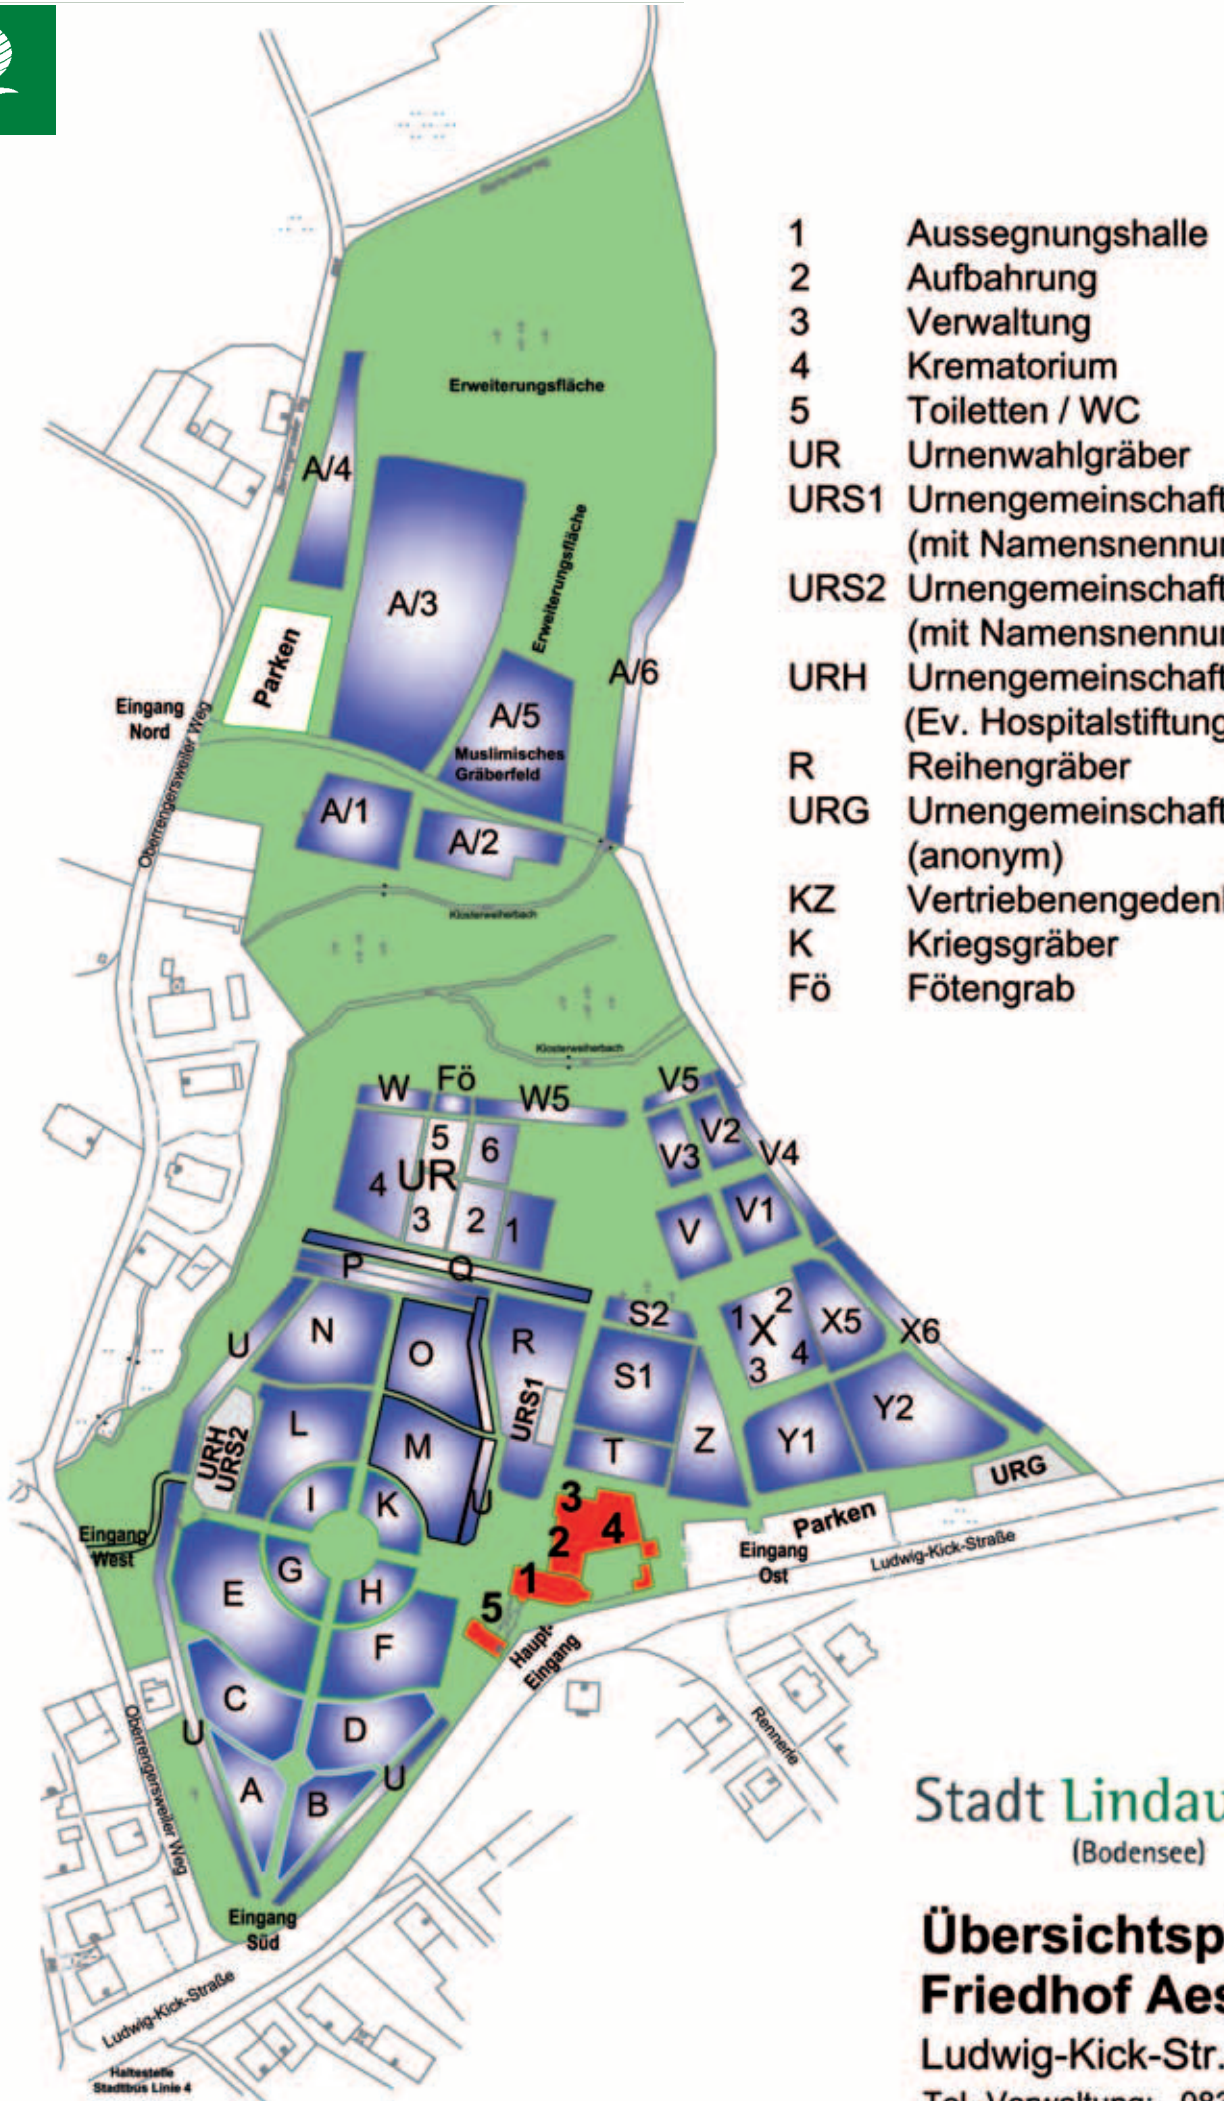 1 Aussegnungshalle
2 Aufbahrung
3 Verwaltung
4 Krematorium
5 Toiletten / WC
UR Urnenwahlgräber
URS1 Urnengemeinschaft
(mit Namensnennun
URS2 Urnengemeinschaft
(mit Namensnennun
URH Urnengemeinschaft
(Ev. Hospitalstiftung
R Reihengräber
URG Urnengemeinschaft
(anonym)
KZ Vertriebenengedenk
K Kriegsgräber
Fö Fötengrab
Erweiterungsfläche
A/4
A/3
Erweiterungsfläche
Parken
A/6
Eingang
Nord
Oberrengersweiler Weg
A/5
Muslimisches
Gräberfeld
A/1
A/2
Klosterweiherbach
Klosterweiherbach
W
Fö
W5
V5
V3
V2
V4
V
V1
5
6
4
UR
3
2
1
P
Q
U
N
O
R
S2
S1
1
2
X
3
4
X5
X6
URH
URS2
L
M
URS1
T
Z
Y1
Y2
URG
I
K
U
3
4
2
1
5
Parken
Eingang
Ost
Ludwig-Kick-Straße
Eingang
West
G
H
E
F
Haupt-
Eingang
C
D
U
U
A
B
Rennerle
Oberrengersweiler Weg
Eingang
Süd
Ludwig-Kick-Straße
Haltestelle
Stadtbus Linie 4
Stadt Lindau
(Bodensee)
Übersichtsp
Friedhof Aes
Ludwig-Kick-Str.
Tel. Verwaltung: